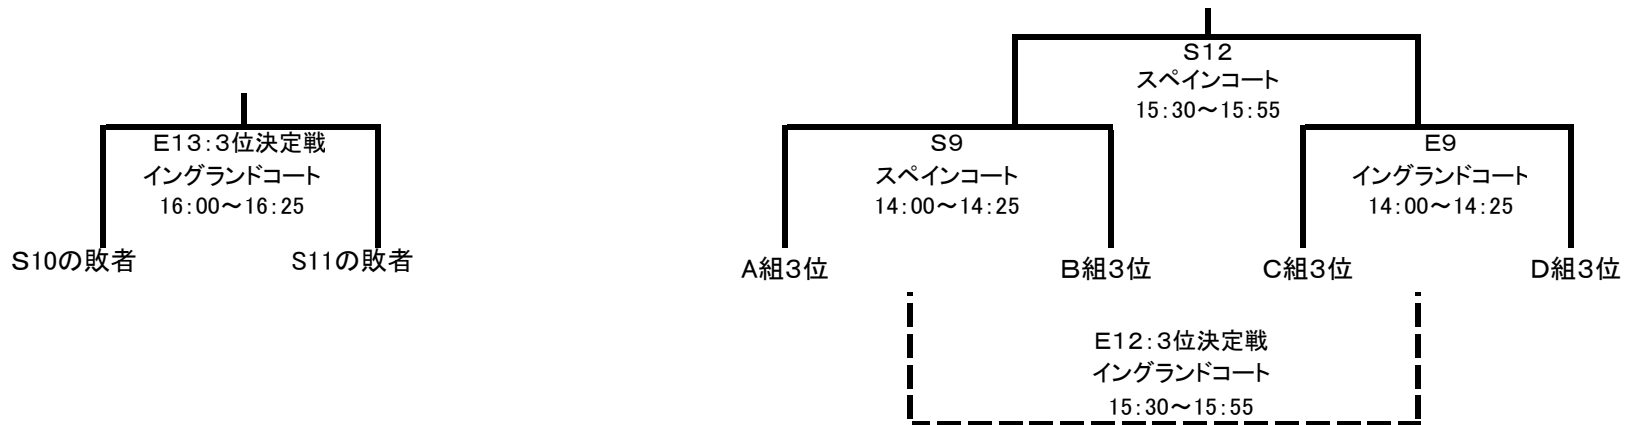 E13：3位決定戦
イングランドコート
16：00～16：25
S10の敗者
S11の敗者
S12
スペインコート
15：30～15：55
S9
スペインコート
14：00～14：25
E9
イングランドコート
14：00～14：25
A組3位
B組3位
C組3位
D組3位
E12：3位決定戦
イングランドコート
15：30～15：55